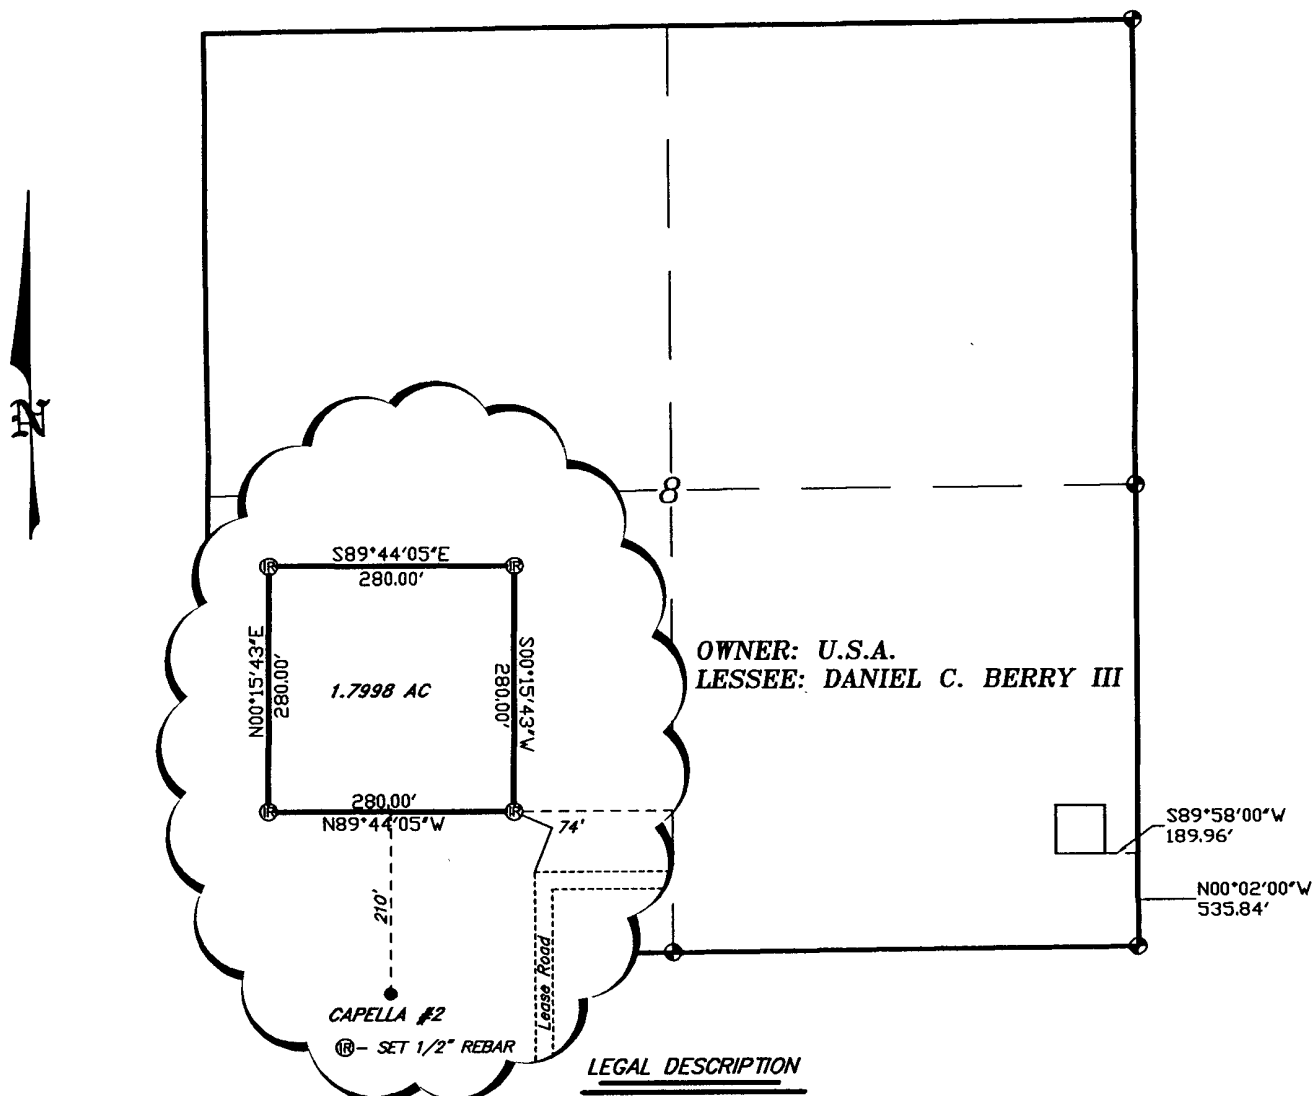 N
8
S89°44'05"E
280.00'
N00°15'43"E
280.00'
1.7998 AC
S00°15'43"W
280.00'
280.00'
N89°44'05"W
OWNER: U.S.A.
LESSEE: DANIEL C. BERRY III
74'
S89°58'00"W
189.96'
N00°02'00"W
535.84'
210'
Lease Road
CAPELLA #2
IR - SET 1/2" REBAR
LEGAL DESCRIPTION